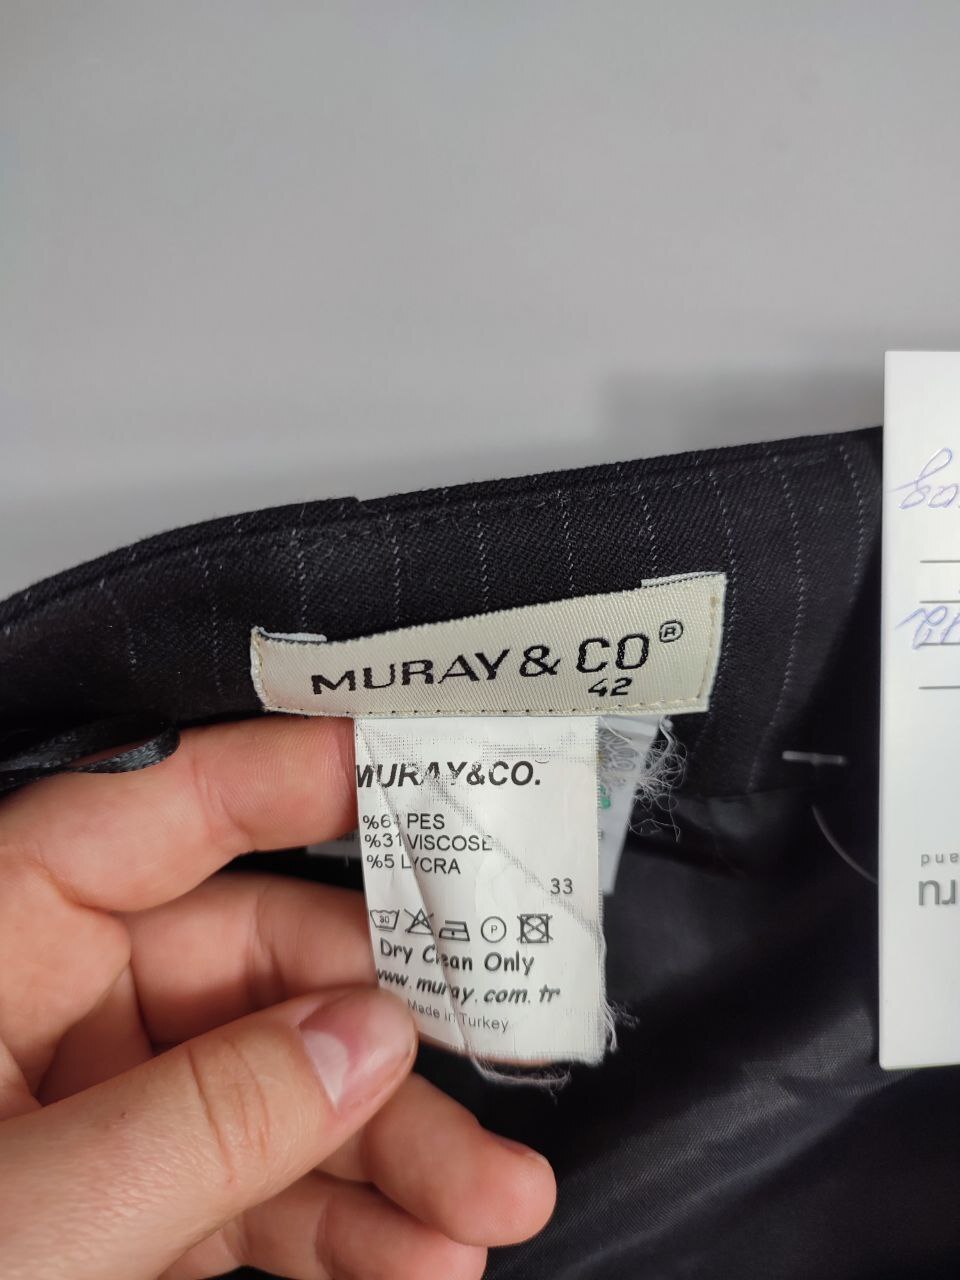 MURAY & CO®
42
MURAY&CO.
%64 PES
%31 VISCOSE
%5 LYCRA
33
30
P
Dry Clean Only
www.muray.com.tr
Made in Turkey